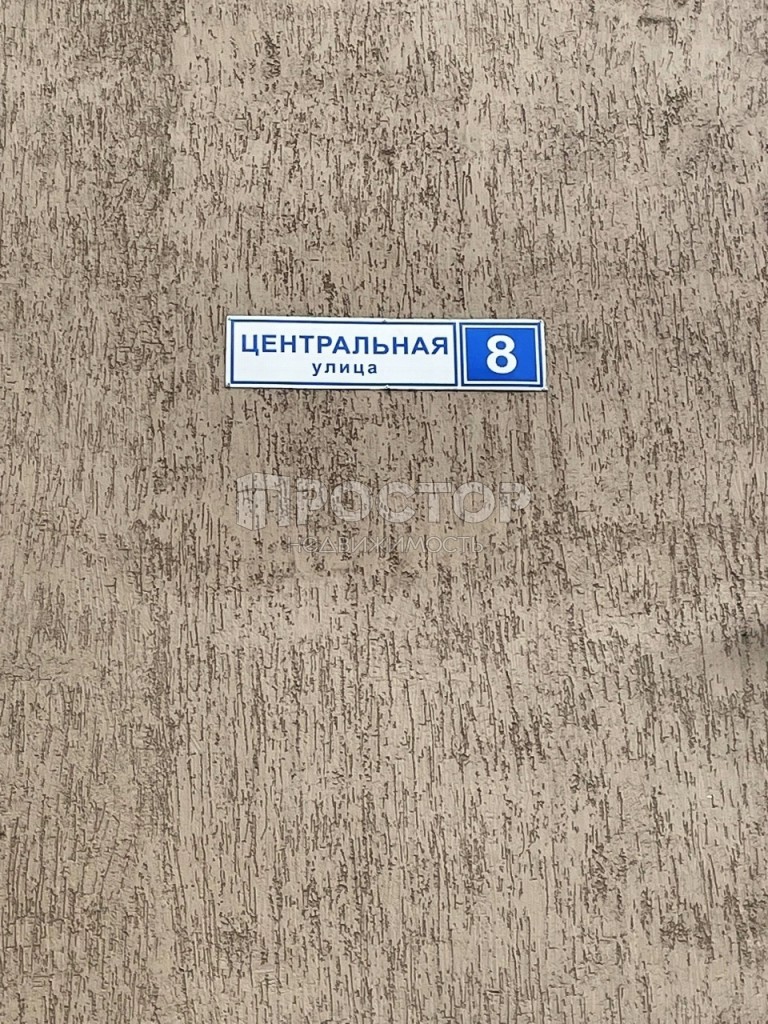 ЦЕНТРАЛЬНАЯ
улица
8
ПРОСТОР
недвижимость